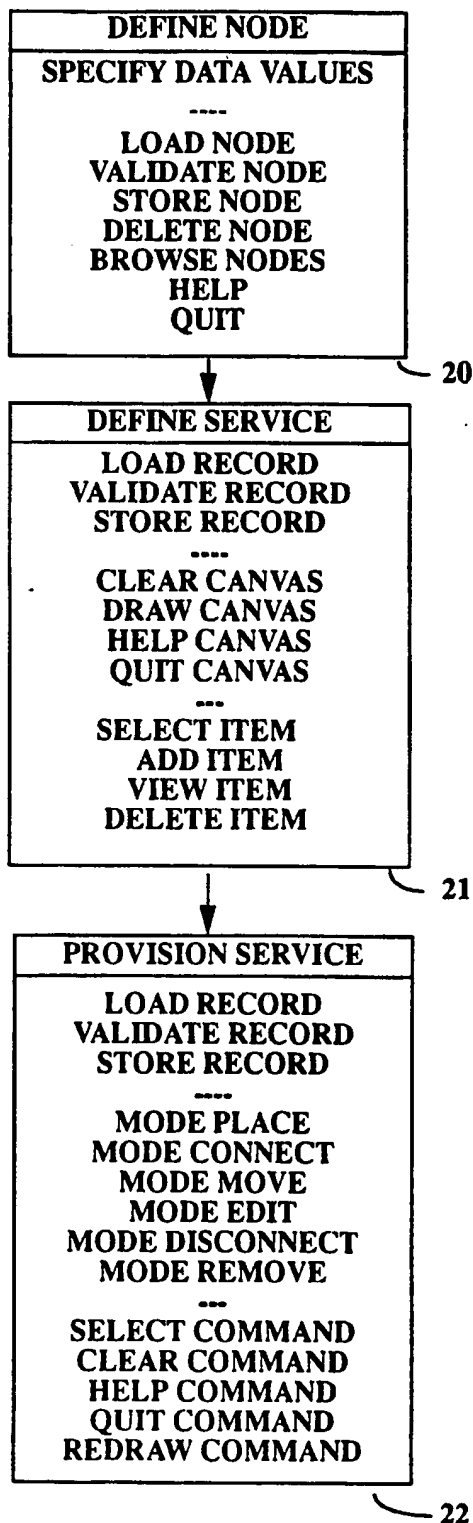 DEFINE NODE
SPECIFY DATA VALUES
----
LOAD NODE
VALIDATE NODE
STORE NODE
DELETE NODE
BROWSE NODES
HELP
QUIT
20
DEFINE SERVICE
LOAD RECORD
VALIDATE RECORD
STORE RECORD
----
CLEAR CANVAS
DRAW CANVAS
HELP CANVAS
QUIT CANVAS
---
SELECT ITEM
ADD ITEM
VIEW ITEM
DELETE ITEM
21
PROVISION SERVICE
LOAD RECORD
VALIDATE RECORD
STORE RECORD
----
MODE PLACE
MODE CONNECT
MODE MOVE
MODE EDIT
MODE DISCONNECT
MODE REMOVE
---
SELECT COMMAND
CLEAR COMMAND
HELP COMMAND
QUIT COMMAND
REDRAW COMMAND
22